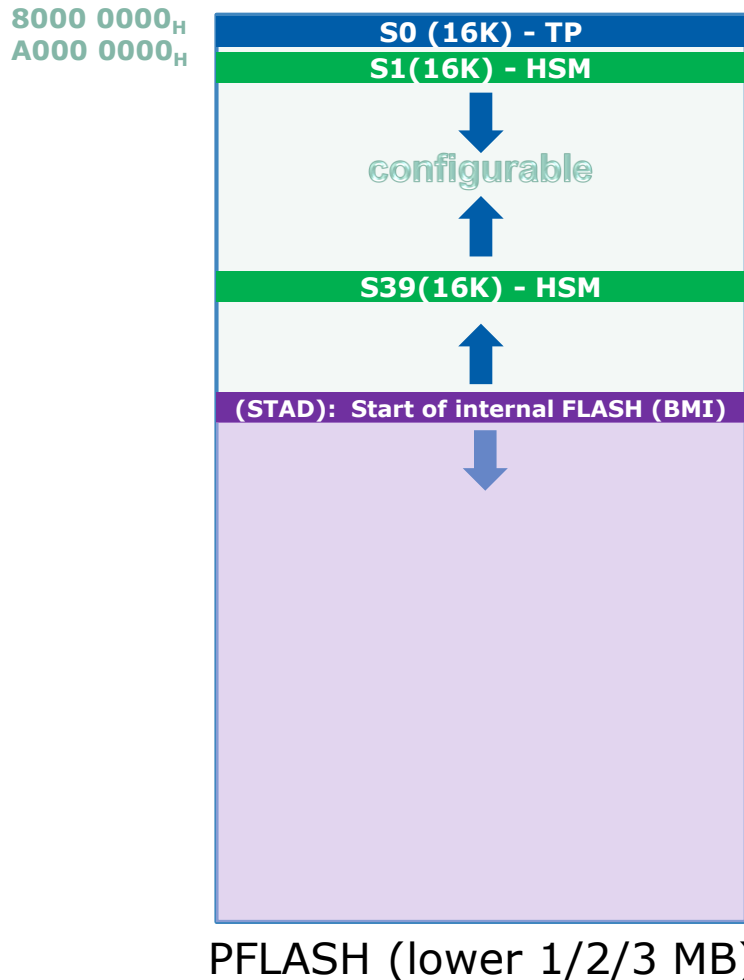 8000 0000H
A000 0000H
S0 (16K) - TP
S1(16K) - HSM
configurable
S39(16K) - HSM
(STAD): Start of internal FLASH (BMI)
PFLASH (lower 1/2/3 MB)